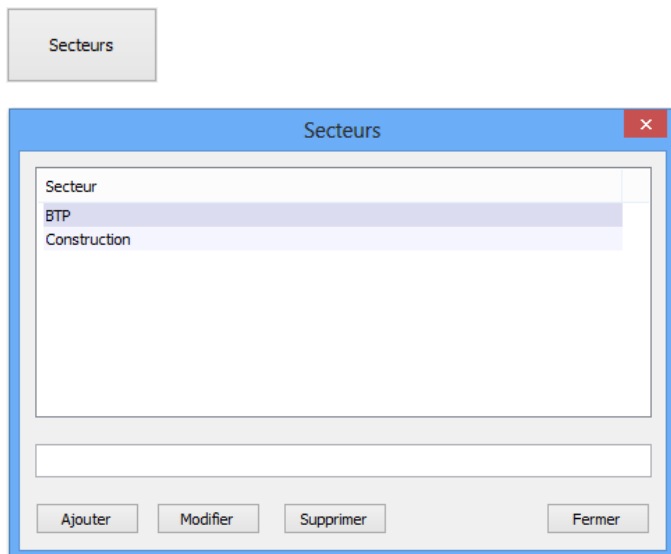 Secteurs
Secteurs
Secteur
BTP
Construction
Ajouter Modifier Supprimer Fermer